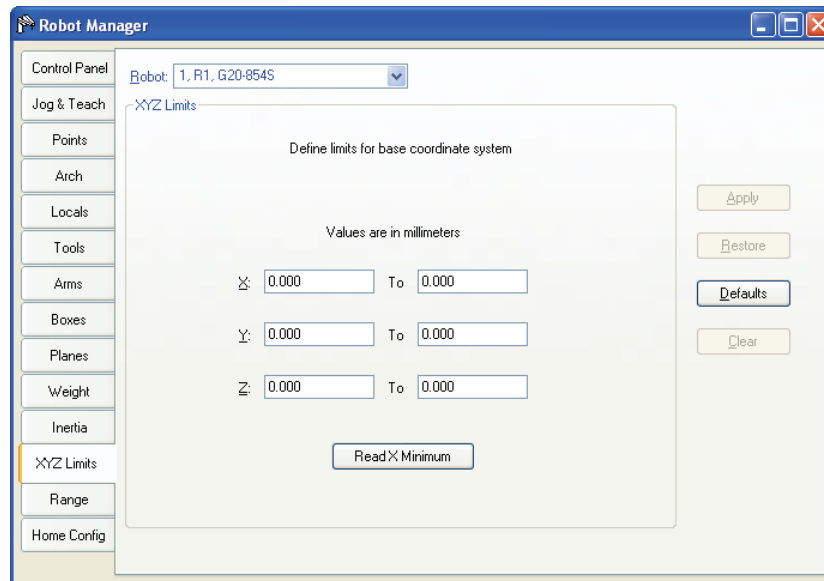 Robot Manager
Control Panel
Jog & Teach
Points
Arch
Locals
Tools
Arms
Boxes
Planes
Weight
Inertia
XYZ Limits
Range
Home Config
Robot: 1, R1, G20-854S
XYZ Limits
Define limits for base coordinate system
Values are in millimeters
X: 0.000 To 0.000
Y: 0.000 To 0.000
Z: 0.000 To 0.000
Read X Minimum
Apply
Restore
Defaults
Clear